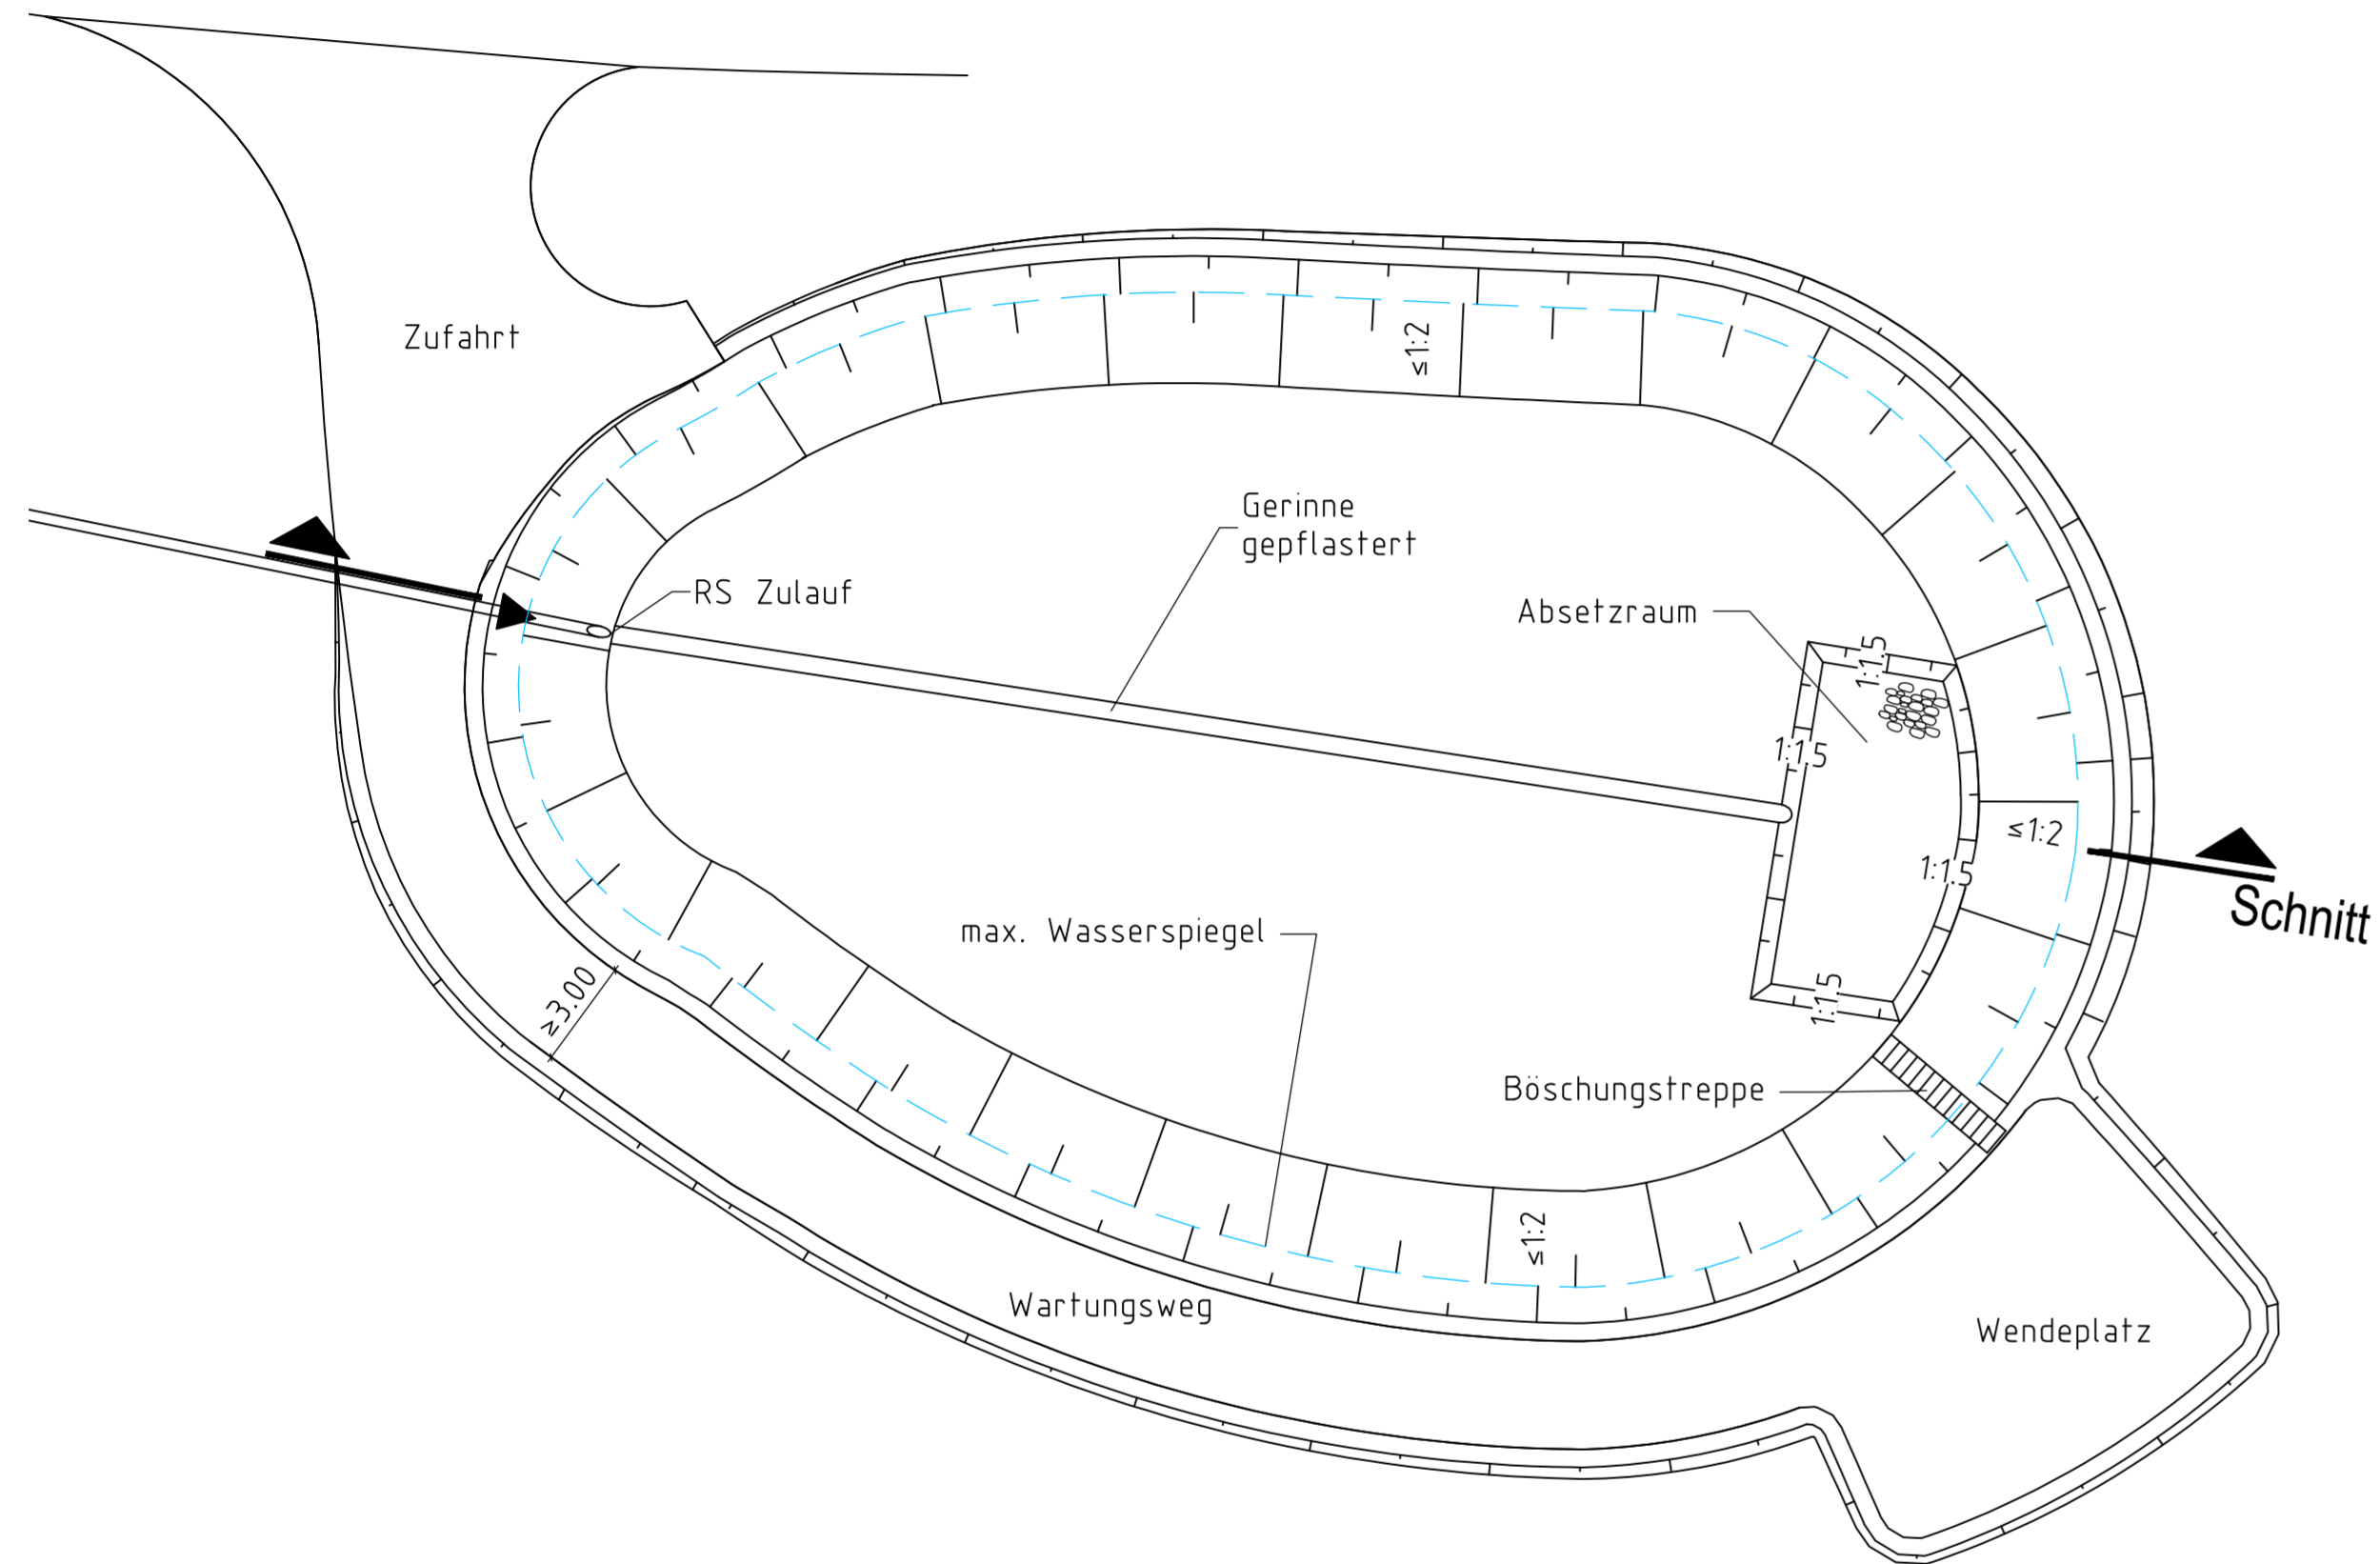 Zufahrt
≤1:2
Gerinne
gepflastert
RS Zulauf
Absetzraum
1:1.5
1:1.5
≤1:2
1:1.5
Schnitt
max. Wasserspiegel
≥3.00
1:1.5
Böschungstreppe
≤1:2
Wartungsweg
Wendeplatz